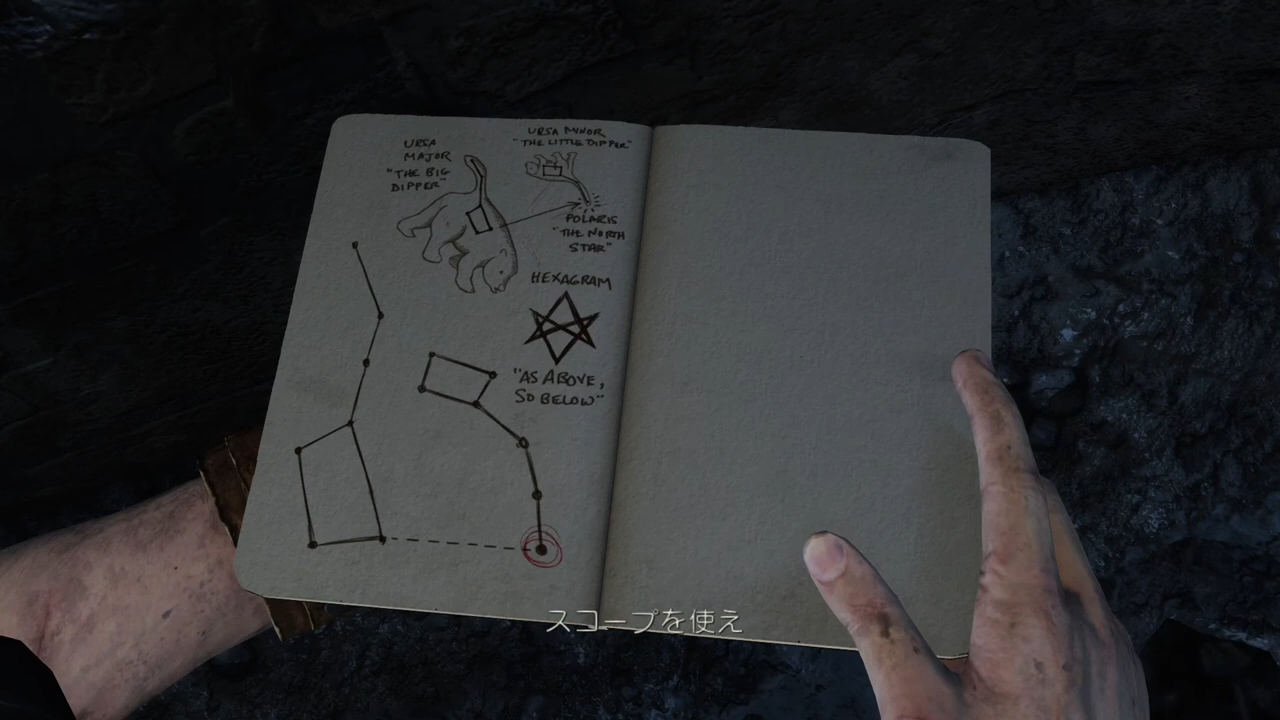 URSA
MAJOR
"THE BIG
DIPPER"
URSA MINOR
"THE LITTLE DIPPER"
POLARIS
"THE NORTH
STAR"
HEXAGRAM
"AS ABOVE,
SO BELOW"
スコープを使え